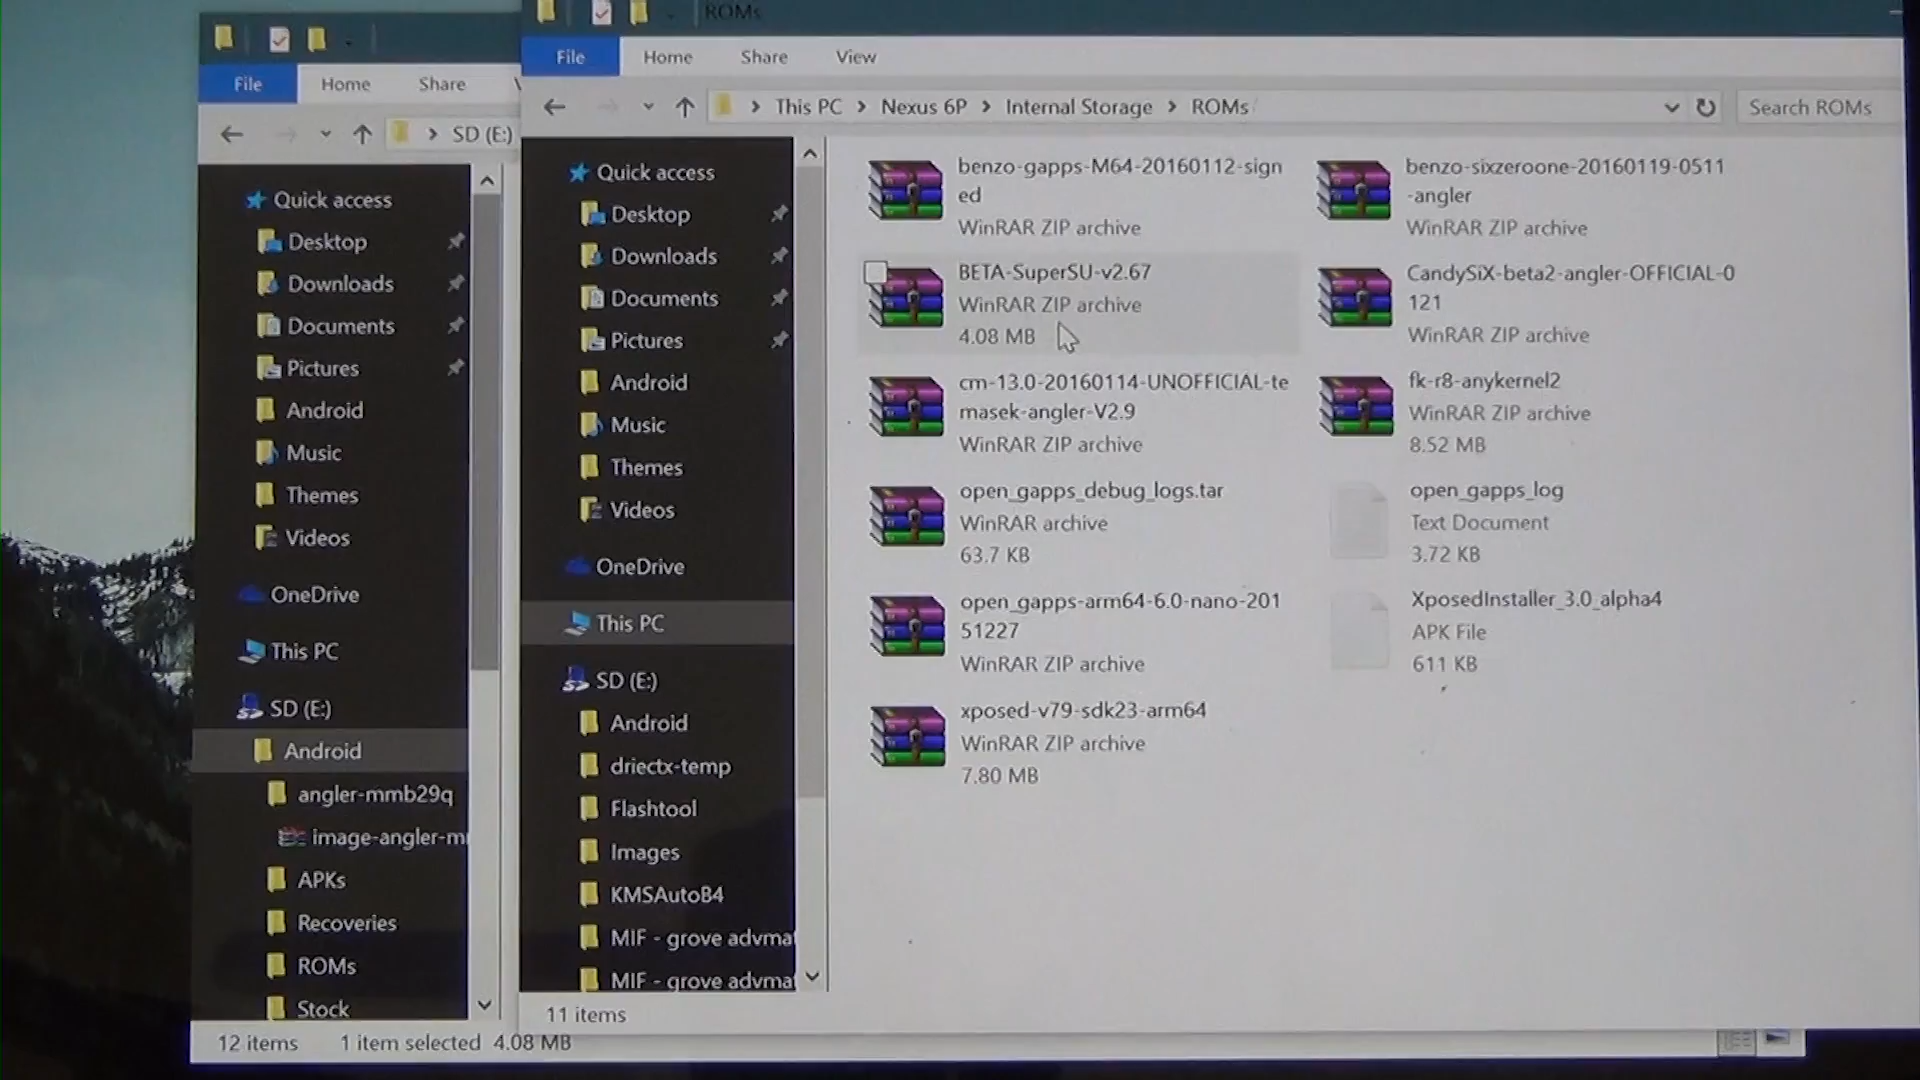 File
Home
Share
SD (E:)
Quick access
Desktop
Downloads
Documents
Pictures
Android
Music
Themes
Videos
OneDrive
This PC
SD (E:)
Android
angler-mmb29q
image-angler-m
APKs
Recoveries
ROMs
Stock
12 items
1 item selected 4.08 MB
ROMs
File
Home
Share
View
This PC > Nexus 6P > Internal Storage > ROMs
Search ROMs
Quick access
Desktop
Downloads
Documents
Pictures
Android
Music
Themes
Videos
OneDrive
This PC
SD (E:)
Android
driectx-temp
Flashtool
Images
KMSAutoB4
MIF - grove advma
MIF - grove advma
11 items
benzo-gapps-M64-20160112-sign
ed
WinRAR ZIP archive
benzo-sixzeroone-20160119-0511
-angler
WinRAR ZIP archive
BETA-SuperSU-v2.67
WinRAR ZIP archive
4.08 MB
CandySiX-beta2-angler-OFFICIAL-0
121
WinRAR ZIP archive
cm-13.0-20160114-UNOFFICIAL-te
masek-angler-V2.9
WinRAR ZIP archive
fk-r8-anykernel2
WinRAR ZIP archive
8.52 MB
open_gapps_debug_logs.tar
WinRAR archive
63.7 KB
open_gapps_log
Text Document
3.72 KB
open_gapps-arm64-6.0-nano-201
51227
WinRAR ZIP archive
XposedInstaller_3.0_alpha4
APK File
611 KB
xposed-v79-sdk23-arm64
WinRAR ZIP archive
7.80 MB